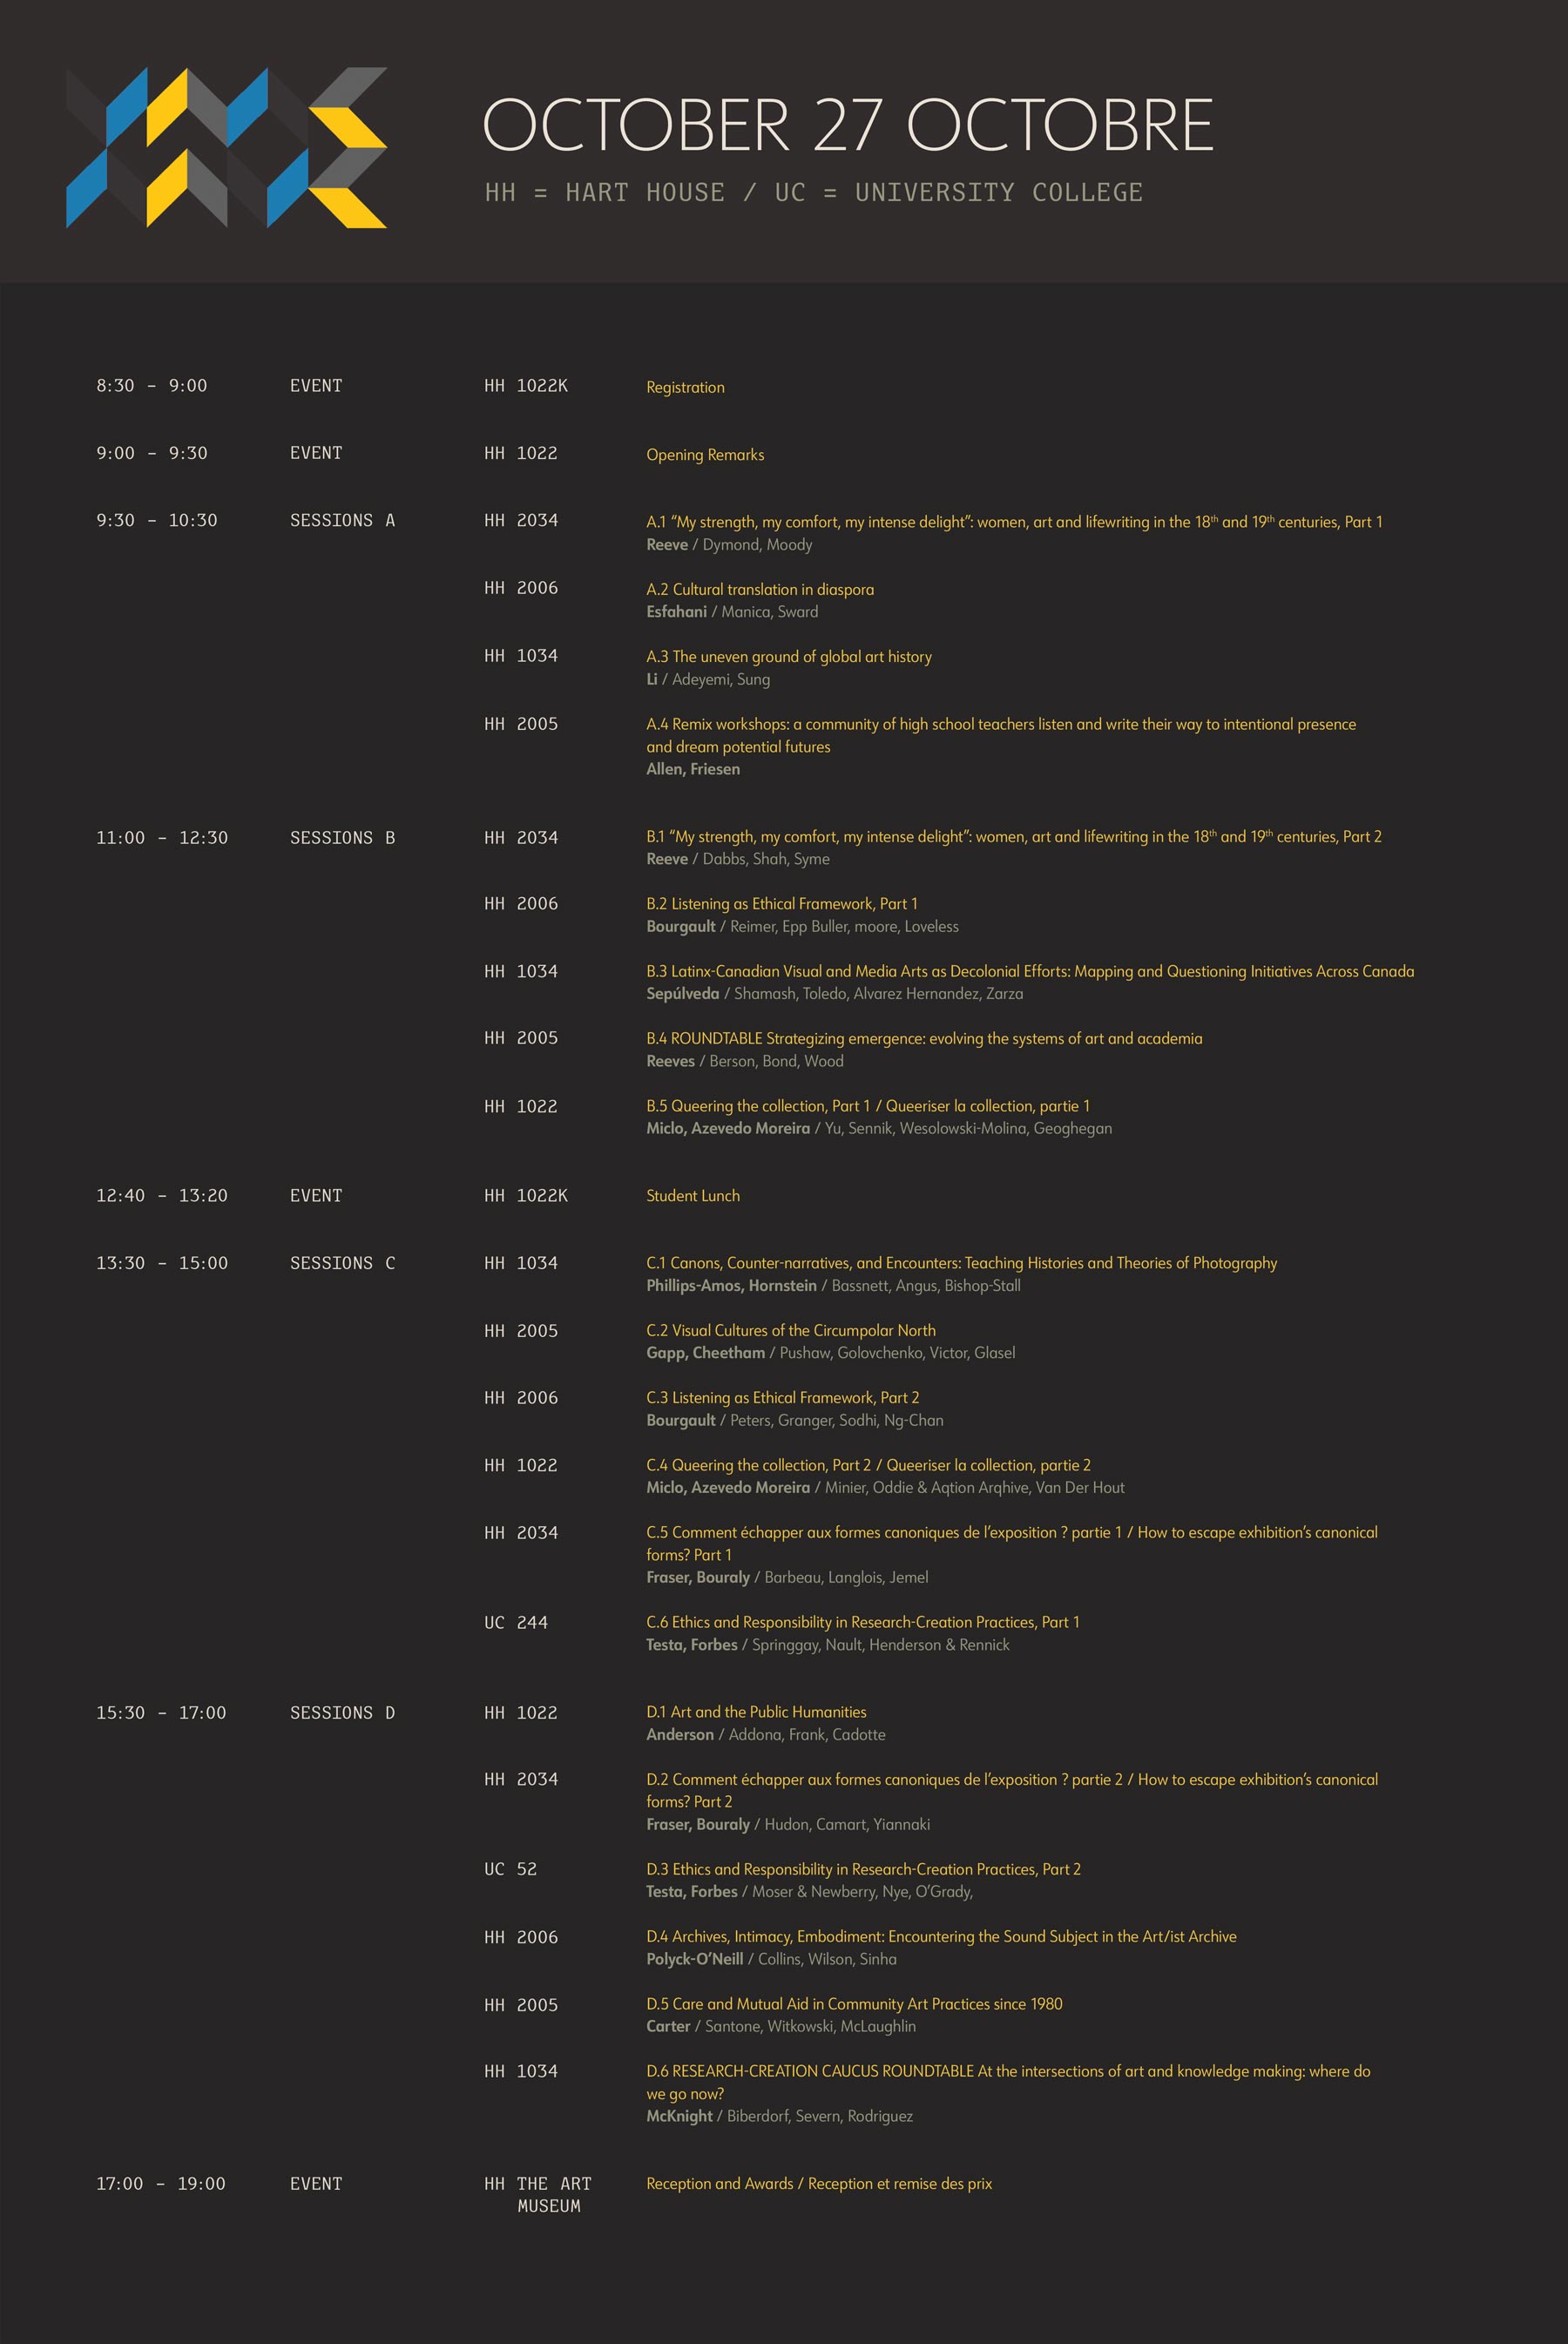 OCTOBER 27 OCTOBRE
HH = HART HOUSE / UC = UNIVERSITY COLLEGE
8:30 – 9:00 EVENT HH 1022K Registration
9:00 – 9:30 EVENT HH 1022 Opening Remarks
9:30 – 10:30 SESSIONS A HH 2034 A.1 “My strength, my comfort, my intense delight”: women, art and lifewriting in the 18th and 19th centuries, Part 1
Reeve / Dymond, Moody
HH 2006 A.2 Cultural translation in diaspora
Esfahani / Manica, Sward
HH 1034 A.3 The uneven ground of global art history
Li / Adeyemi, Sung
HH 2005 A.4 Remix workshops: a community of high school teachers listen and write their way to intentional presence
and dream potential futures
Allen, Friesen
11:00 – 12:30 SESSIONS B HH 2034 B.1 “My strength, my comfort, my intense delight”: women, art and lifewriting in the 18th and 19th centuries, Part 2
Reeve / Dabbs, Shah, Syme
HH 2006 B.2 Listening as Ethical Framework, Part 1
Bourgault / Reimer, Epp Buller, moore, Loveless
HH 1034 B.3 Latinx-Canadian Visual and Media Arts as Decolonial Efforts: Mapping and Questioning Initiatives Across Canada
Sepúlveda / Shamash, Toledo, Alvarez Hernandez, Zarza
HH 2005 B.4 ROUNDTABLE Strategizing emergence: evolving the systems of art and academia
Reeves / Berson, Bond, Wood
HH 1022 B.5 Queering the collection, Part 1 / Queeriser la collection, partie 1
Miclo, Azevedo Moreira / Yu, Sennik, Wesolowski-Molina, Geoghegan
12:40 – 13:20 EVENT HH 1022K Student Lunch
13:30 – 15:00 SESSIONS C HH 1034 C.1 Canons, Counter-narratives, and Encounters: Teaching Histories and Theories of Photography
Phillips-Amos, Hornstein / Bassnett, Angus, Bishop-Stall
HH 2005 C.2 Visual Cultures of the Circumpolar North
Gapp, Cheetham / Pushaw, Golovchenko, Victor, Glasel
HH 2006 C.3 Listening as Ethical Framework, Part 2
Bourgault / Peters, Granger, Sodhi, Ng-Chan
HH 1022 C.4 Queering the collection, Part 2 / Queeriser la collection, partie 2
Miclo, Azevedo Moreira / Minier, Oddie & Aqtion Arqhive, Van Der Hout
HH 2034 C.5 Comment échapper aux formes canoniques de l’exposition ? partie 1 / How to escape exhibition’s canonical
forms? Part 1
Fraser, Bouraly / Barbeau, Langlois, Jemel
UC 244 C.6 Ethics and Responsibility in Research-Creation Practices, Part 1
Testa, Forbes / Springgay, Nault, Henderson & Rennick
15:30 – 17:00 SESSIONS D HH 1022 D.1 Art and the Public Humanities
Anderson / Addona, Frank, Cadotte
HH 2034 D.2 Comment échapper aux formes canoniques de l’exposition ? partie 2 / How to escape exhibition’s canonical
forms? Part 2
Fraser, Bouraly / Hudon, Camart, Yiannaki
UC 52 D.3 Ethics and Responsibility in Research-Creation Practices, Part 2
Testa, Forbes / Moser & Newberry, Nye, O’Grady,
HH 2006 D.4 Archives, Intimacy, Embodiment: Encountering the Sound Subject in the Art/ist Archive
Polyck-O’Neill / Collins, Wilson, Sinha
HH 2005 D.5 Care and Mutual Aid in Community Art Practices since 1980
Carter / Santone, Witkowski, McLaughlin
HH 1034 D.6 RESEARCH-CREATION CAUCUS ROUNDTABLE At the intersections of art and knowledge making: where do
we go now?
McKnight / Biberdorf, Severn, Rodriguez
17:00 – 19:00 EVENT HH THE ART Reception and Awards / Reception et remise des prix
MUSEUM